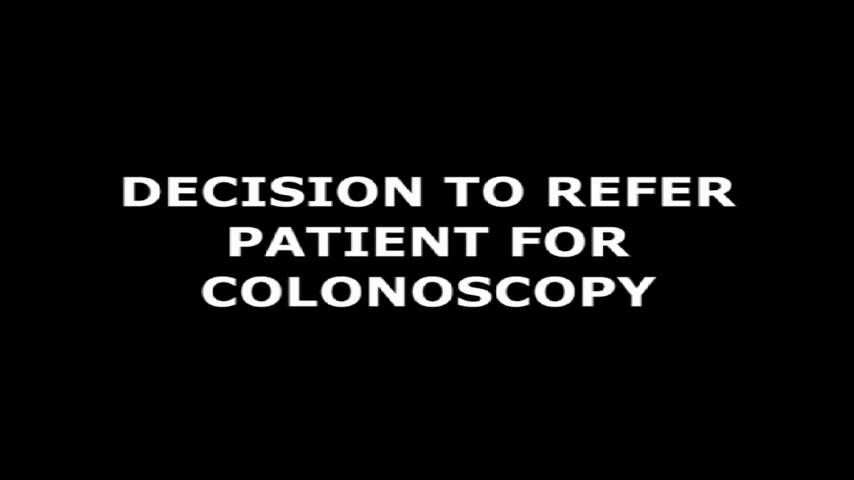 DECISION TO REFER
PATIENT FOR
COLONOSCOPY